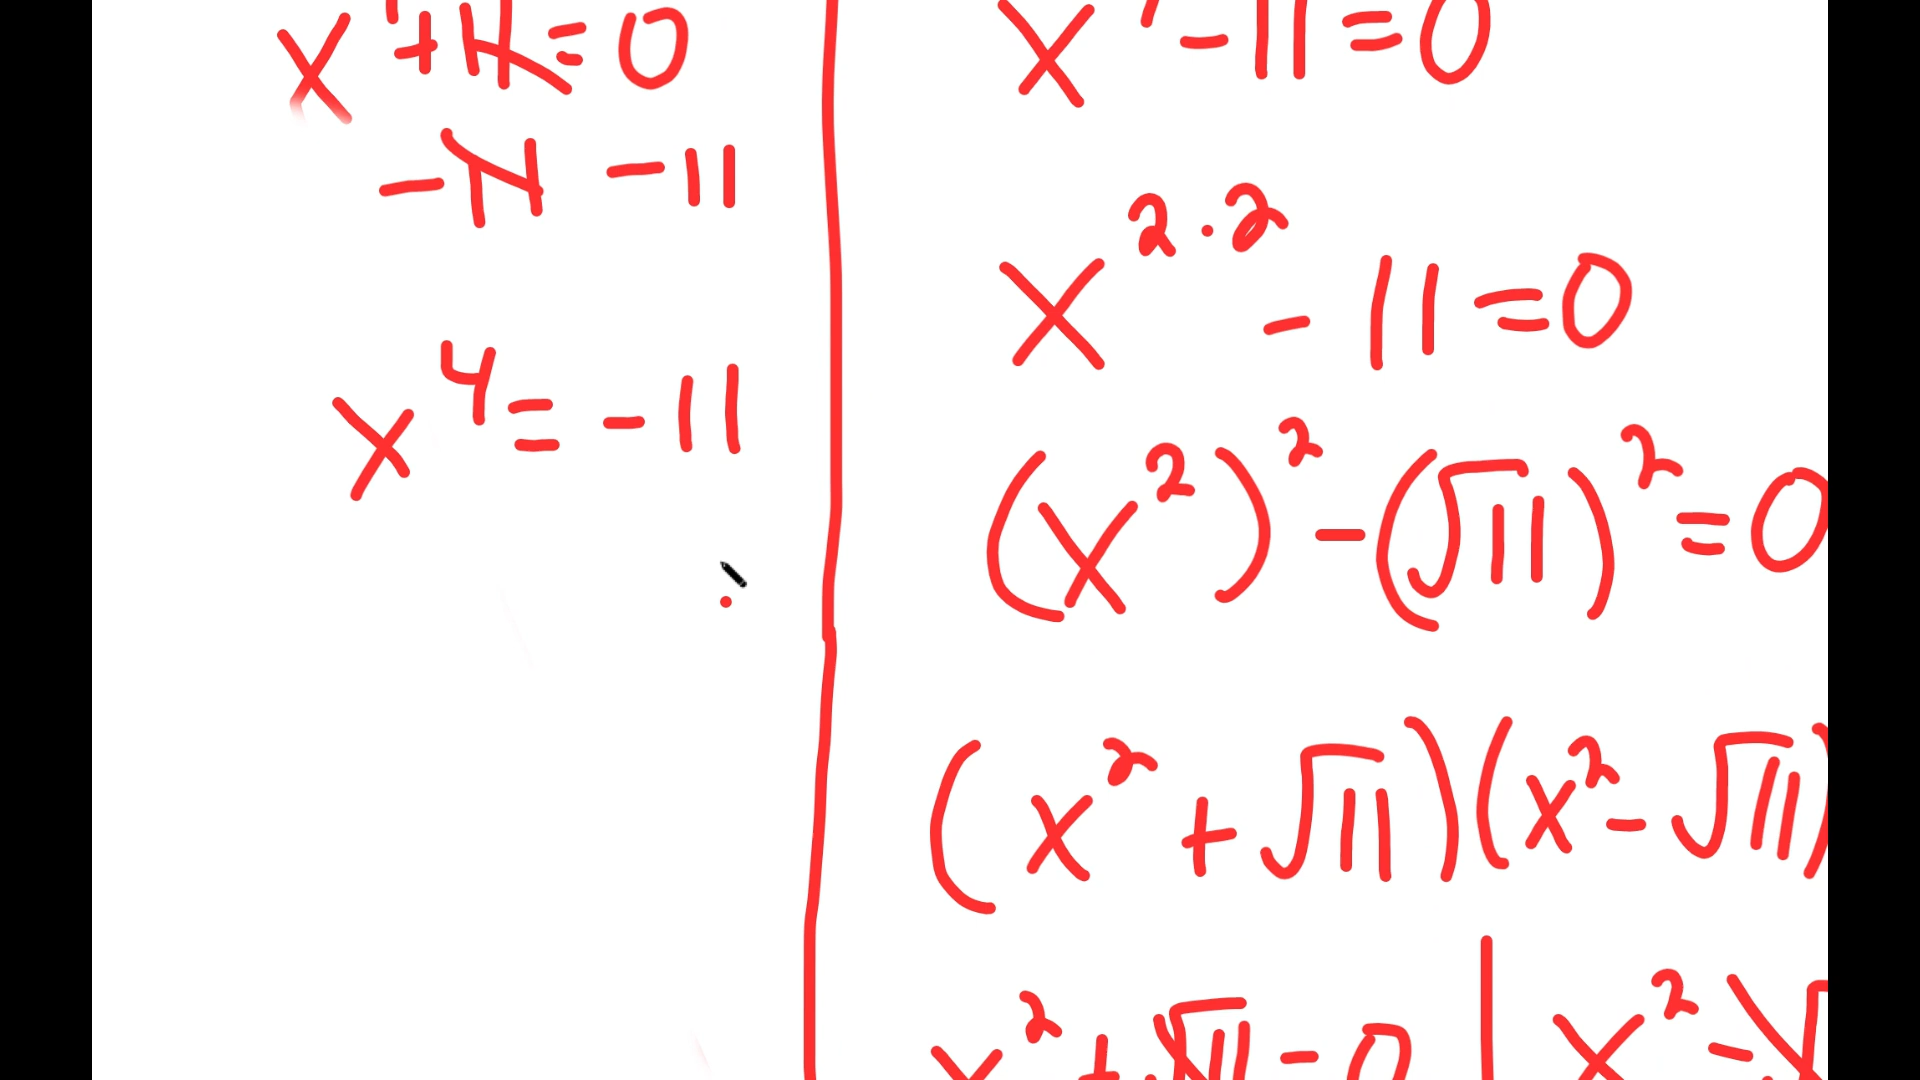 x⁴ + 11 = 0
- 11 - 11
x⁴ = - 11
x - 11 = 0
x^{2 · 2} - 11 = 0
(x²)² - (√11)² = 0
(x² + √11)(x² - √11)
x² + √11 = 0 | x² - √